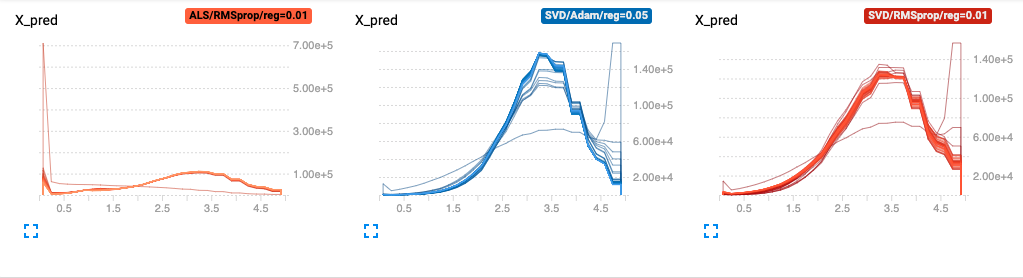 X_pred
ALS/RMSprop/reg=0.01
7.00e+5
5.00e+5
3.00e+5
1.00e+5
0.5 1.5 2.5 3.5 4.5
X_pred
SVD/Adam/reg=0.05
1.40e+5
1.00e+5
6.00e+4
2.00e+4
0.5 1.5 2.5 3.5 4.5
X_pred
SVD/RMSprop/reg=0.01
1.40e+5
1.00e+5
6.00e+4
2.00e+4
0.5 1.5 2.5 3.5 4.5